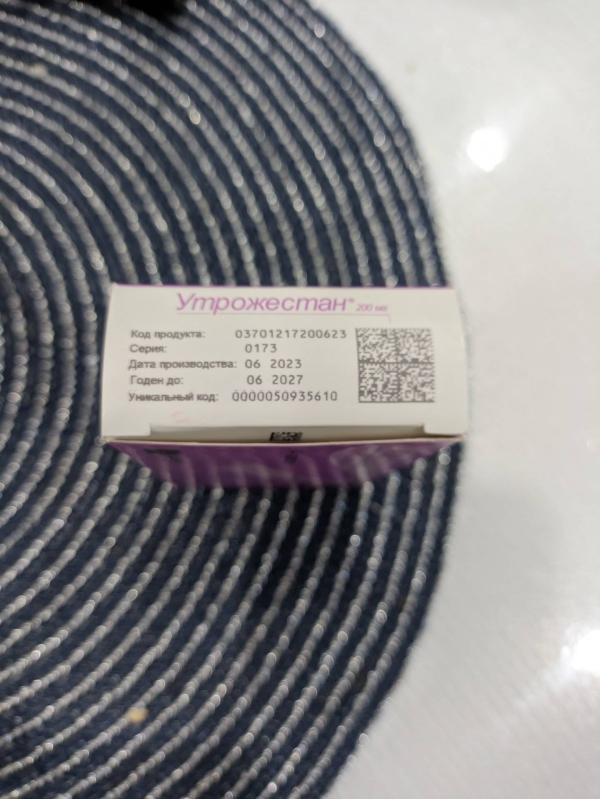 Утрожестан® 200 мг
Код продукта: 03701217200623
Серия: 0173
Дата производства: 06 2023
Годен до: 06 2027
Уникальный код: 0000050935610